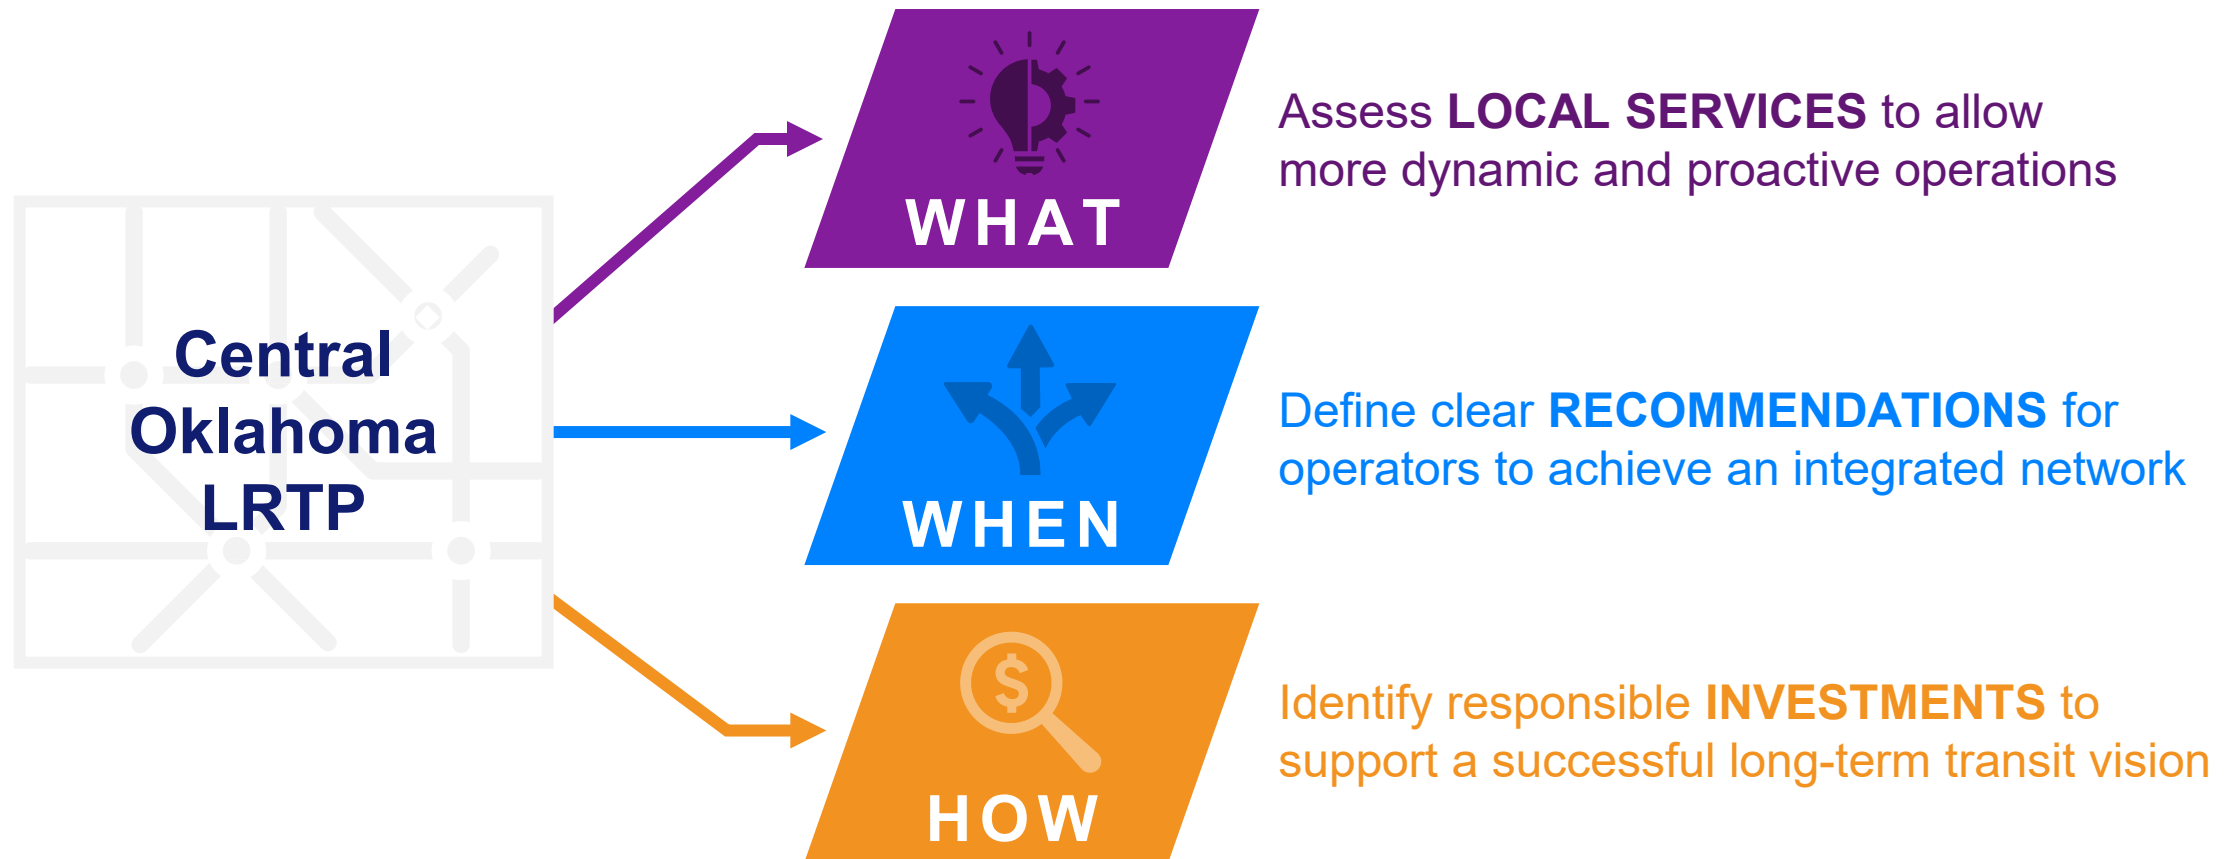 Central
Oklahoma
LRTP
WHAT
Assess LOCAL SERVICES to allow
more dynamic and proactive operations
WHEN
Define clear RECOMMENDATIONS for
operators to achieve an integrated network
$
HOW
Identify responsible INVESTMENTS to
support a successful long-term transit vision